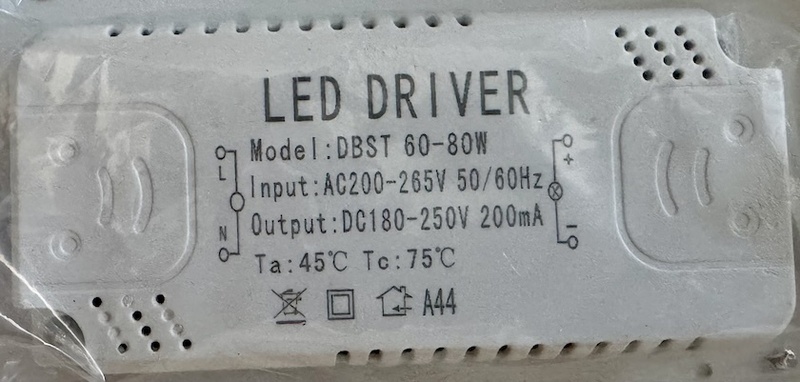 LED DRIVER
Model:DBST 60-80W
L
Input:AC200-265V 50/60Hz
+
N
Output:DC180-250V 200mA
-
Ta:45℃ Tc:75℃
A44